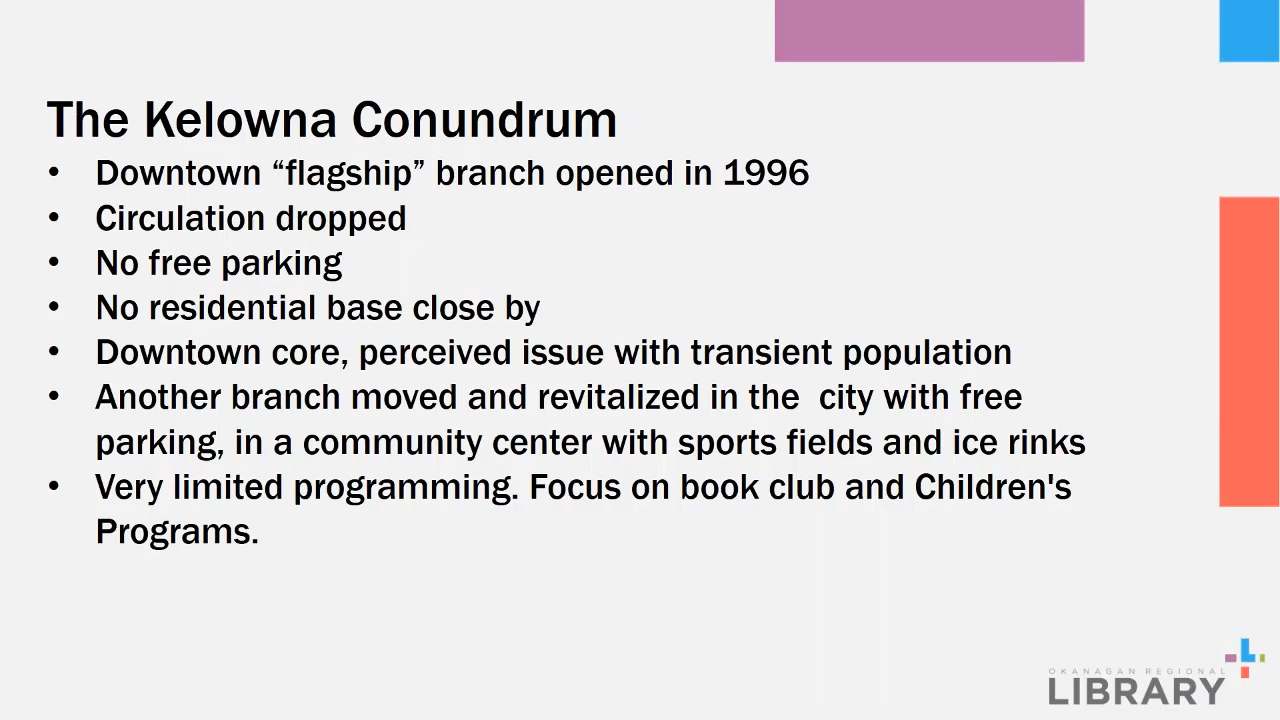 The Kelowna Conundrum
• Downtown “flagship” branch opened in 1996
• Circulation dropped
• No free parking
• No residential base close by
• Downtown core, perceived issue with transient population
• Another branch moved and revitalized in the  city with free
parking, in a community center with sports fields and ice rinks
• Very limited programming. Focus on book club and Children's
Programs.
OKANAGAN REGIONAL
LIBRARY